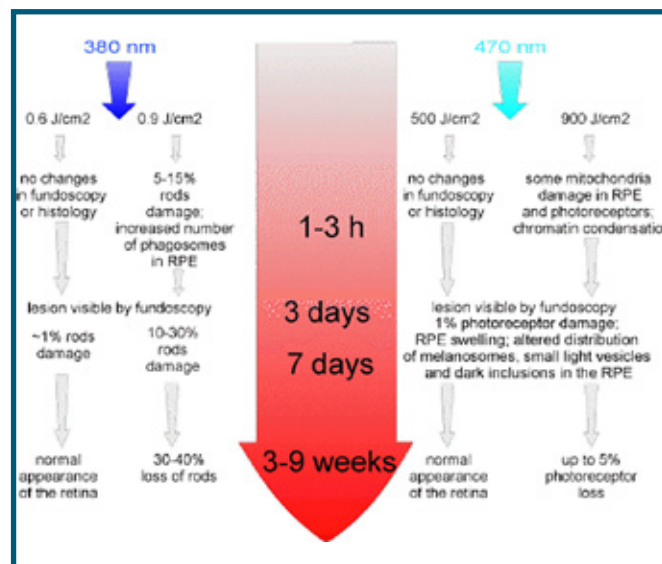 380 nm
470 nm
0.6 J/cm2
0.9 J/cm2
500 J/cm2
900 J/cm2
no changes
in fundoscopy
or histology
5-15%
rods
damage;
increased number
of phagosomes
in RPE
1-3 h
no changes
in fundoscopy
or histology
some mitochondria
damage in RPE
and photoreceptors;
chromatin condensatio
lesion visible by fundoscopy
~1% rods
damage
10-30%
rods
damage
3 days
7 days
lesion visible by fundoscopy
1% photoreceptor damage;
RPE swelling; altered distribution
of melanosomes, small light vesicles
and dark inclusions in the RPE
normal
appearance
of the retina
30-40%
loss of rods
3-9 weeks
normal
appearance
of the retina
up to 5%
photoreceptor
loss